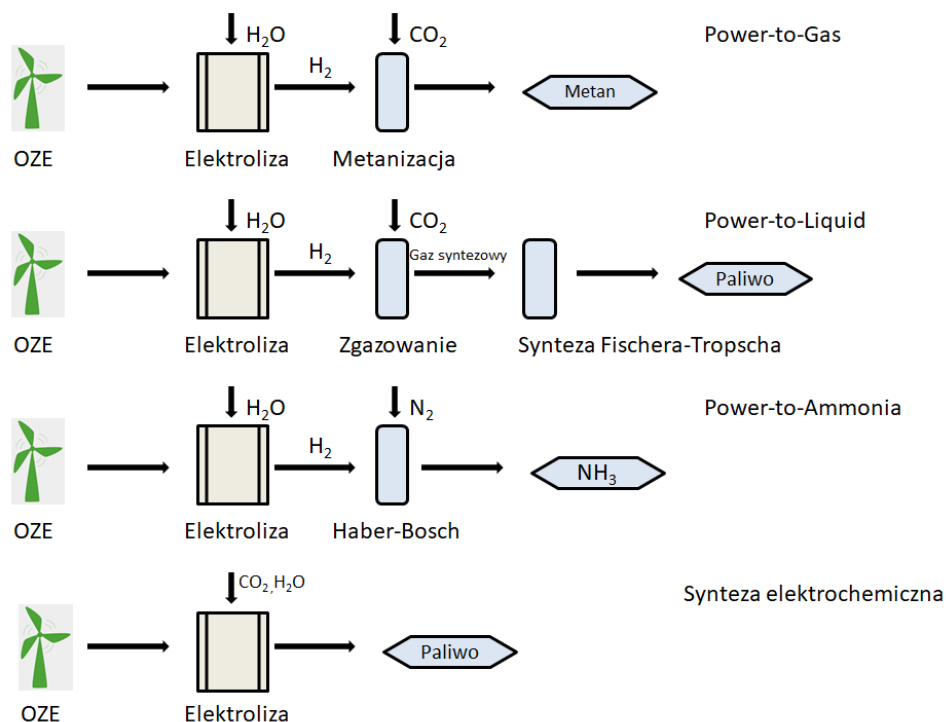 H₂O CO₂ Power-to-Gas
H₂
Metan
OZE Elektroliza Metanizacja
H₂O CO₂ Power-to-Liquid
H₂ Gaz syntezowy
Paliwo
OZE Elektroliza Zgazowanie Synteza Fischera-Tropscha
H₂O N₂ Power-to-Ammonia
H₂
NH₃
OZE Elektroliza Haber-Bosch
CO₂,H₂O Synteza elektrochemiczna
Paliwo
OZE Elektroliza